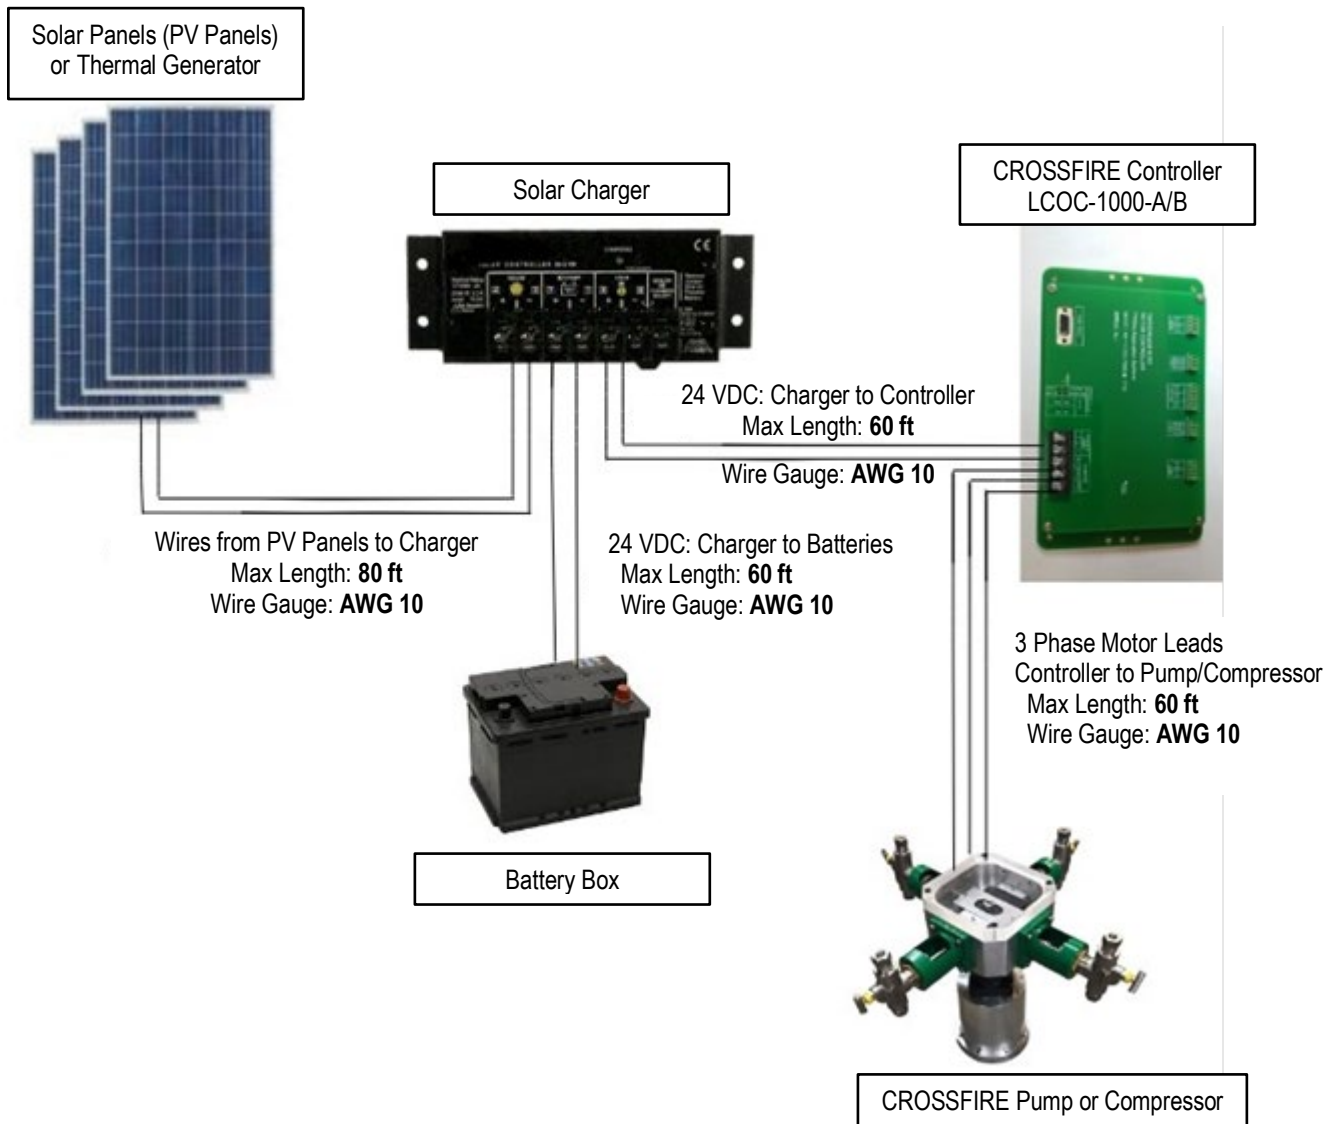 Solar Panels (PV Panels)
or Thermal Generator
Solar Charger
CROSSFIRE Controller
LCOC-1000-A/B
CE
24 VDC: Charger to Controller
Max Length: 60 ft
Wire Gauge: AWG 10
Wires from PV Panels to Charger
Max Length: 80 ft
Wire Gauge: AWG 10
24 VDC: Charger to Batteries
Max Length: 60 ft
Wire Gauge: AWG 10
3 Phase Motor Leads
Controller to Pump/Compressor
Max Length: 60 ft
Wire Gauge: AWG 10
Battery Box
CROSSFIRE Pump or Compressor